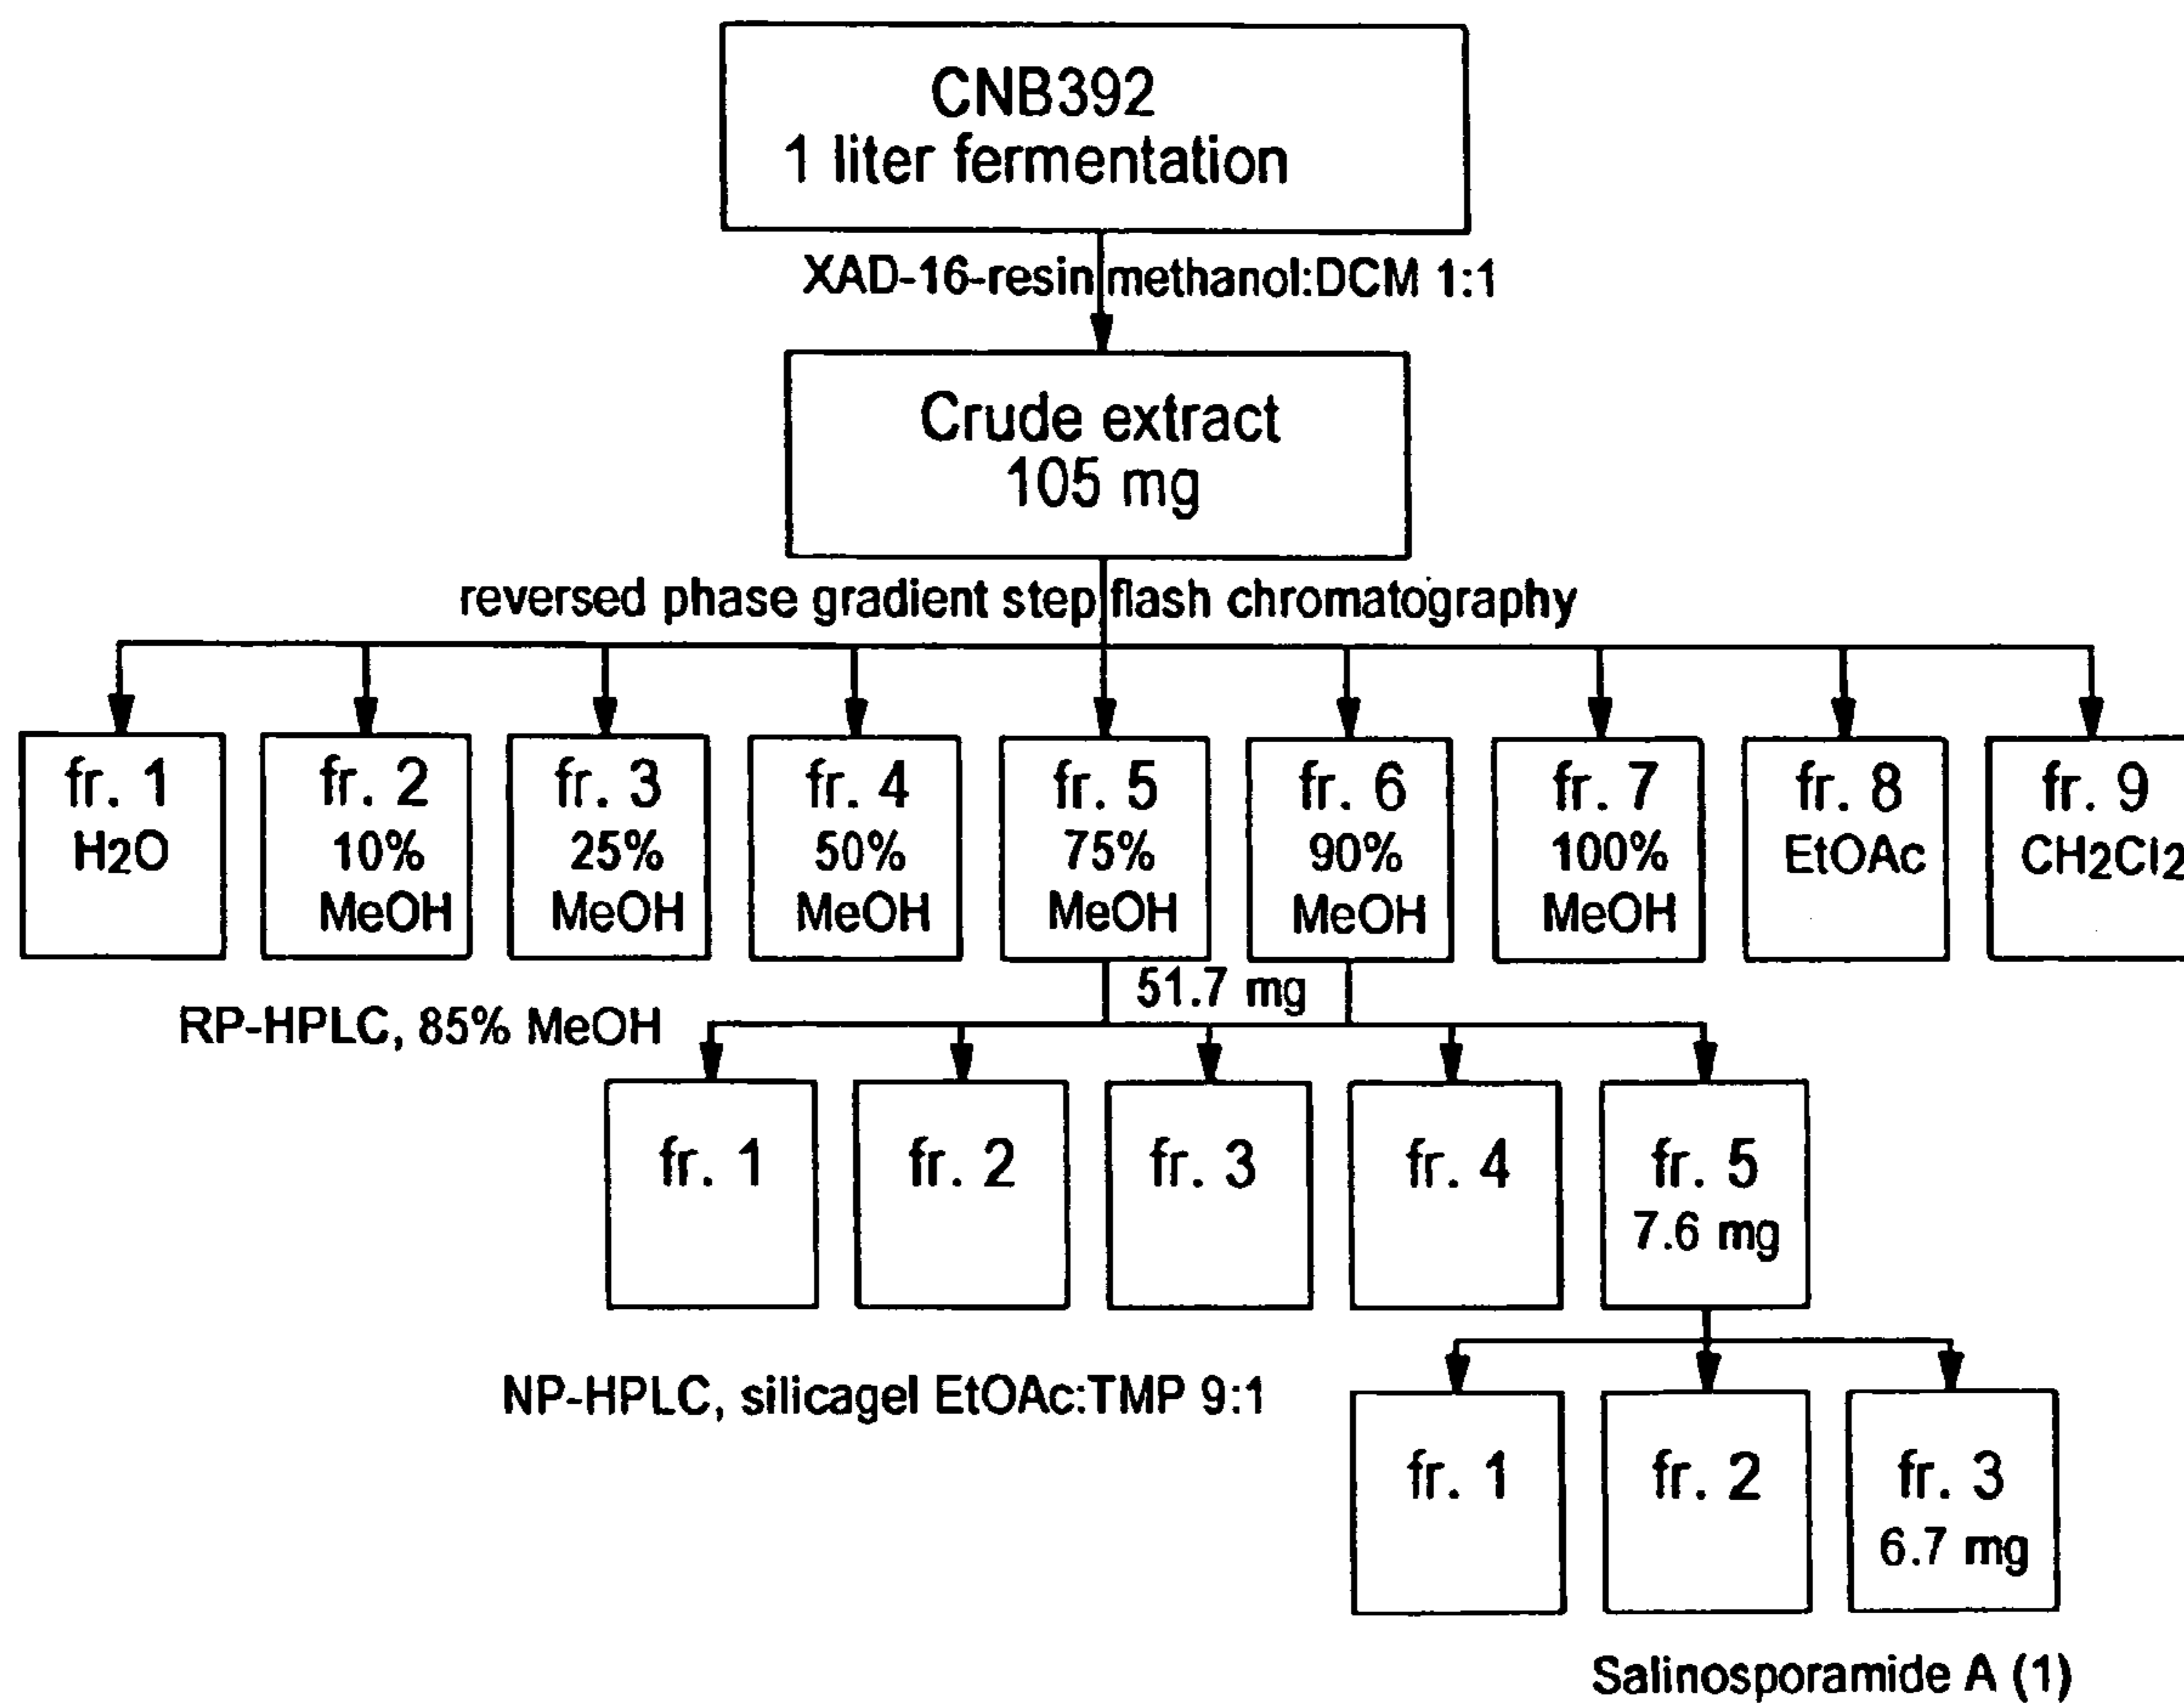 CNB392
1 liter fermentation
XAD-16-resin methanol:DCM 1:1
Crude extract
105 mg
reversed phase gradient step flash chromatography
fr. 1
H2O
fr. 2
10%
MeOH
fr. 3
25%
MeOH
fr. 4
50%
MeOH
fr. 5
75%
MeOH
fr. 6
90%
MeOH
fr. 7
100%
MeOH
fr. 8
EtOAc
fr. 9
CH2Cl2
51.7 mg
RP-HPLC, 85% MeOH
fr. 1
fr. 2
fr. 3
fr. 4
fr. 5
7.6 mg
NP-HPLC, silicagel EtOAc:TMP 9:1
fr. 1
fr. 2
fr. 3
6.7 mg
Salinosporamide A (1)